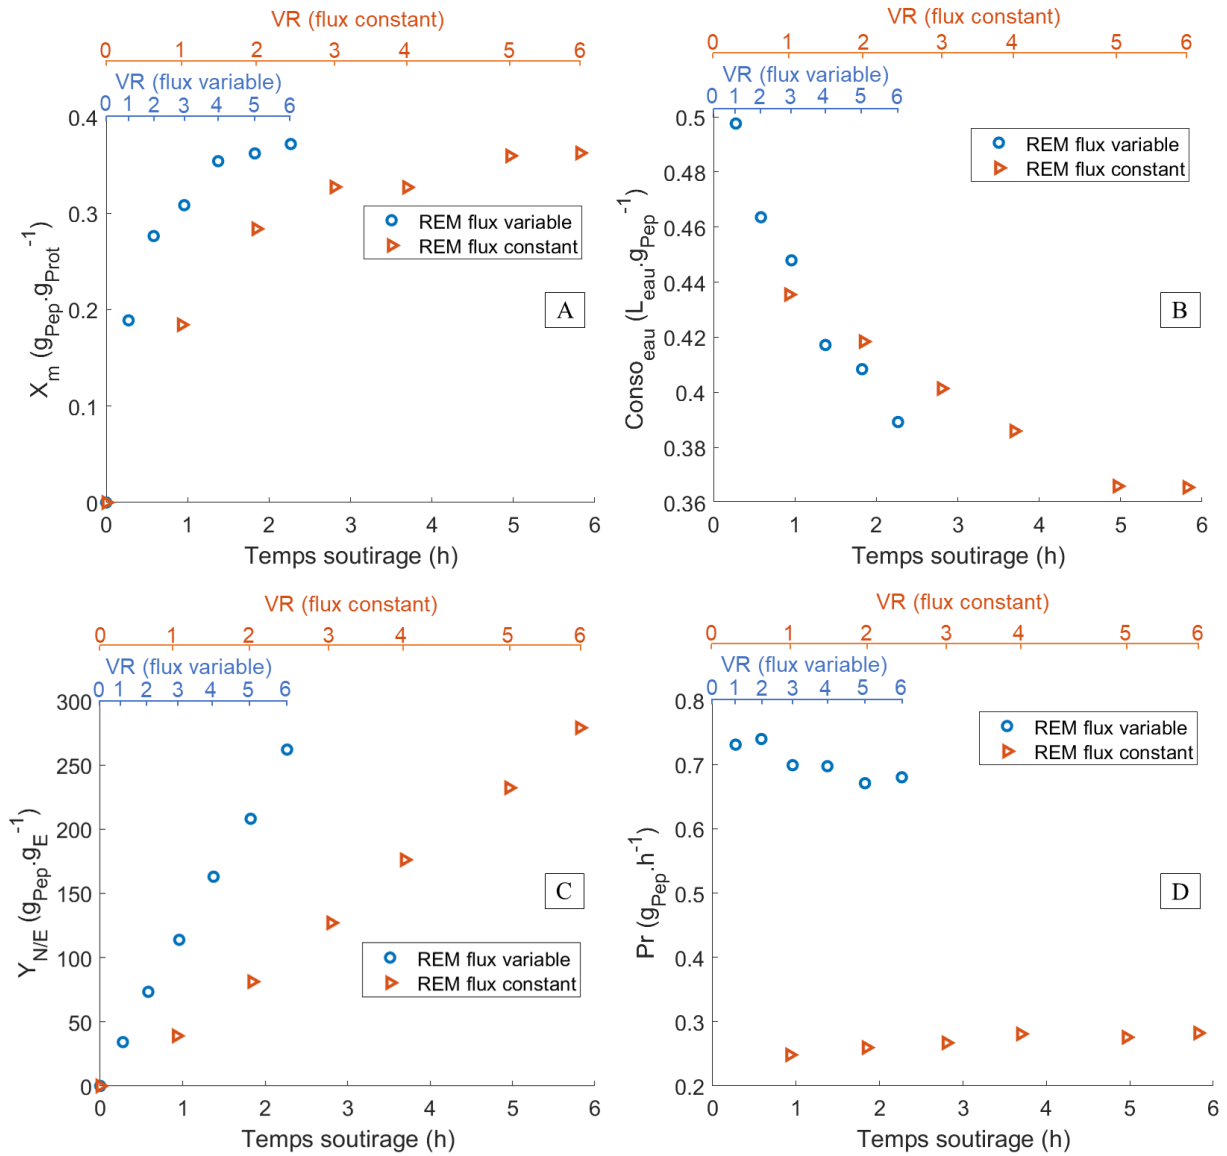 VR (flux constant)
0 1 2 3 4 5 6
VR (flux variable)
0 1 2 3 4 5 6
0.4
0.3
0.2
0.1
0
X_m (g_Pep.g_Prot^-1)
REM flux variable
REM flux constant
A
0 1 2 3 4 5 6
Temps soutirage (h)
VR (flux constant)
0 1 2 3 4 5 6
VR (flux variable)
0 1 2 3 4 5 6
0.5
0.48
0.46
0.44
0.42
0.4
0.38
0.36
Conso_eau (L_eau.g_Pep^-1)
REM flux variable
REM flux constant
B
0 1 2 3 4 5 6
Temps soutirage (h)
VR (flux constant)
0 1 2 3 4 5 6
VR (flux variable)
0 1 2 3 4 5 6
300
250
200
150
100
50
0
Y_N/E (g_Pep.g_E^-1)
C
REM flux variable
REM flux constant
0 1 2 3 4 5 6
Temps soutirage (h)
VR (flux constant)
0 1 2 3 4 5 6
VR (flux variable)
0 1 2 3 4 5 6
0.8
0.7
0.6
0.5
0.4
0.3
0.2
Pr (g_Pep.h^-1)
REM flux variable
REM flux constant
D
0 1 2 3 4 5 6
Temps soutirage (h)